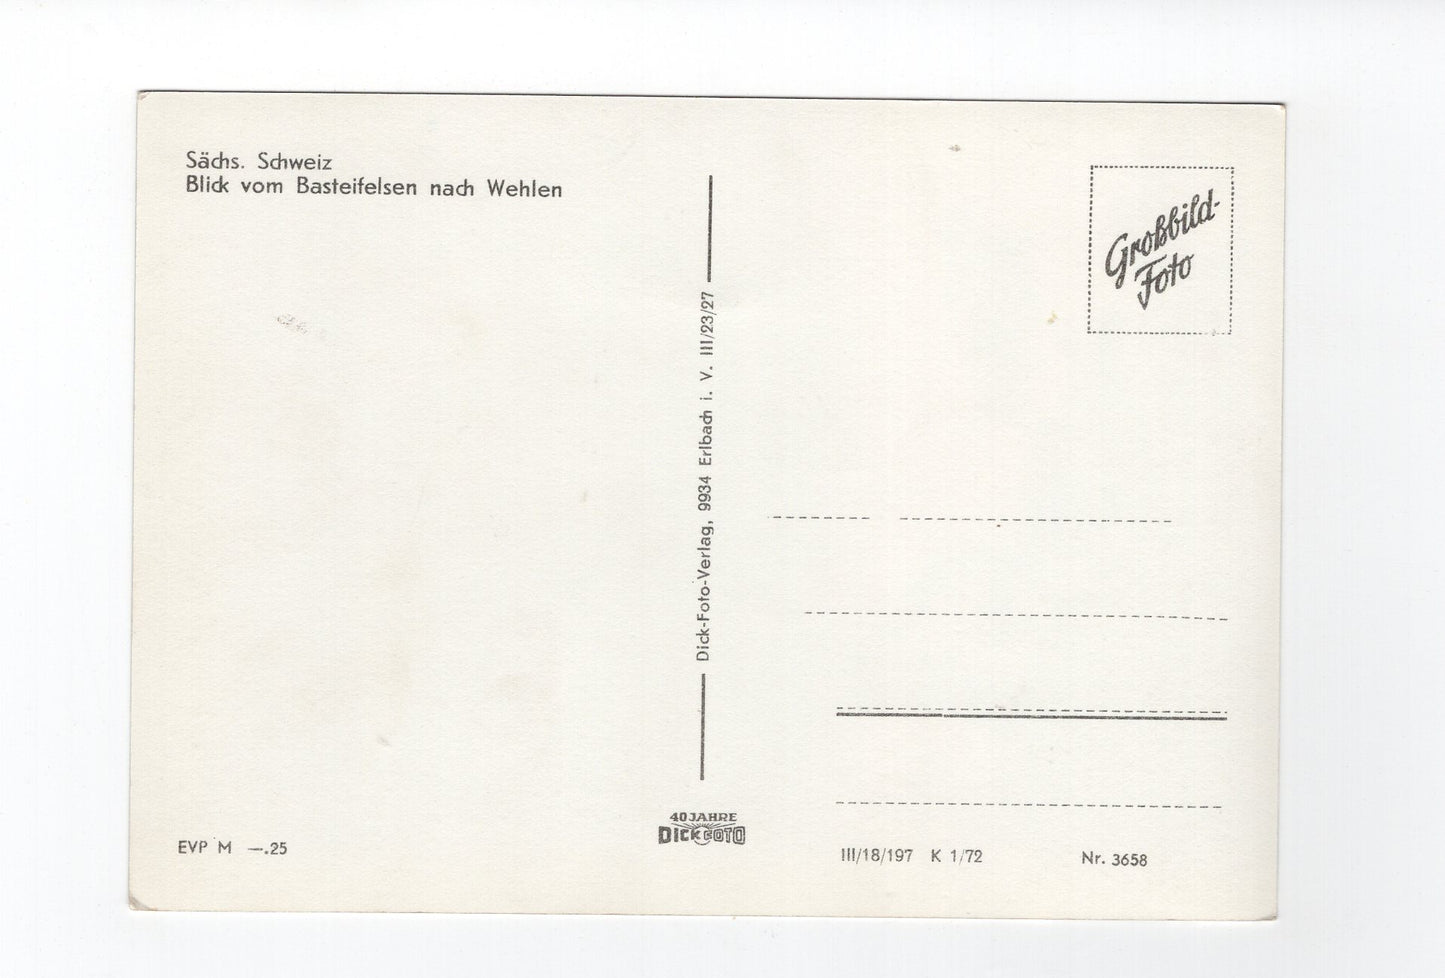 Sächs. Schweiz
Blick vom Basteifelsen nach Wehlen
EVP M —.25
Dick-Foto-Verlag, 9934 Erlbach i. V. III/23/27
40 JAHRE
DICK FOTO
Großbild-
Foto
III/18/197 K 1/72
Nr. 3658